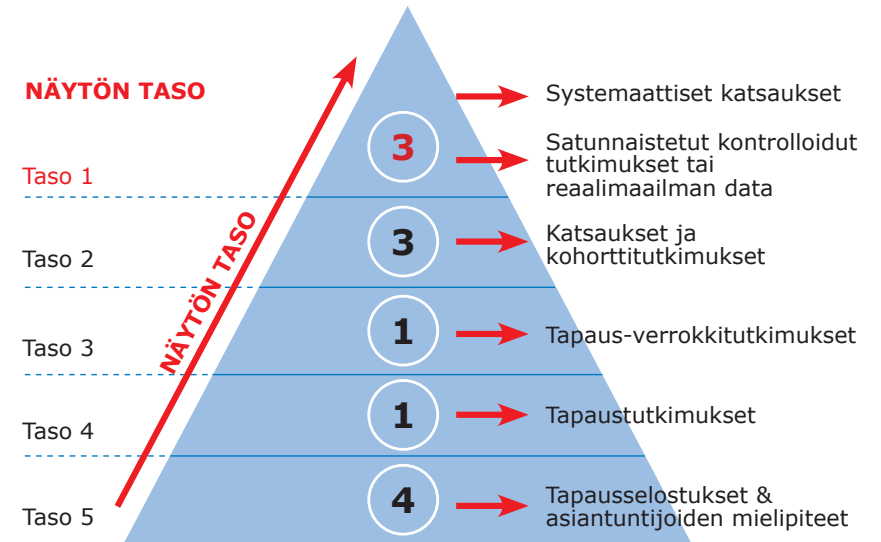 NÄYTÖN TASO
Systemaattiset katsaukset
3
Satunnaistetut kontrolloidut
tutkimukset tai
reaalimaailman data
Taso 1
NÄYTÖN TASO
Taso 2
3
Katsaukset ja
kohorttitutkimukset
Taso 3
1
Tapaus-verrokkitutkimukset
Taso 4
1
Tapaustutkimukset
Taso 5
4
Tapausselostukset &
asiantuntijoiden mielipiteet